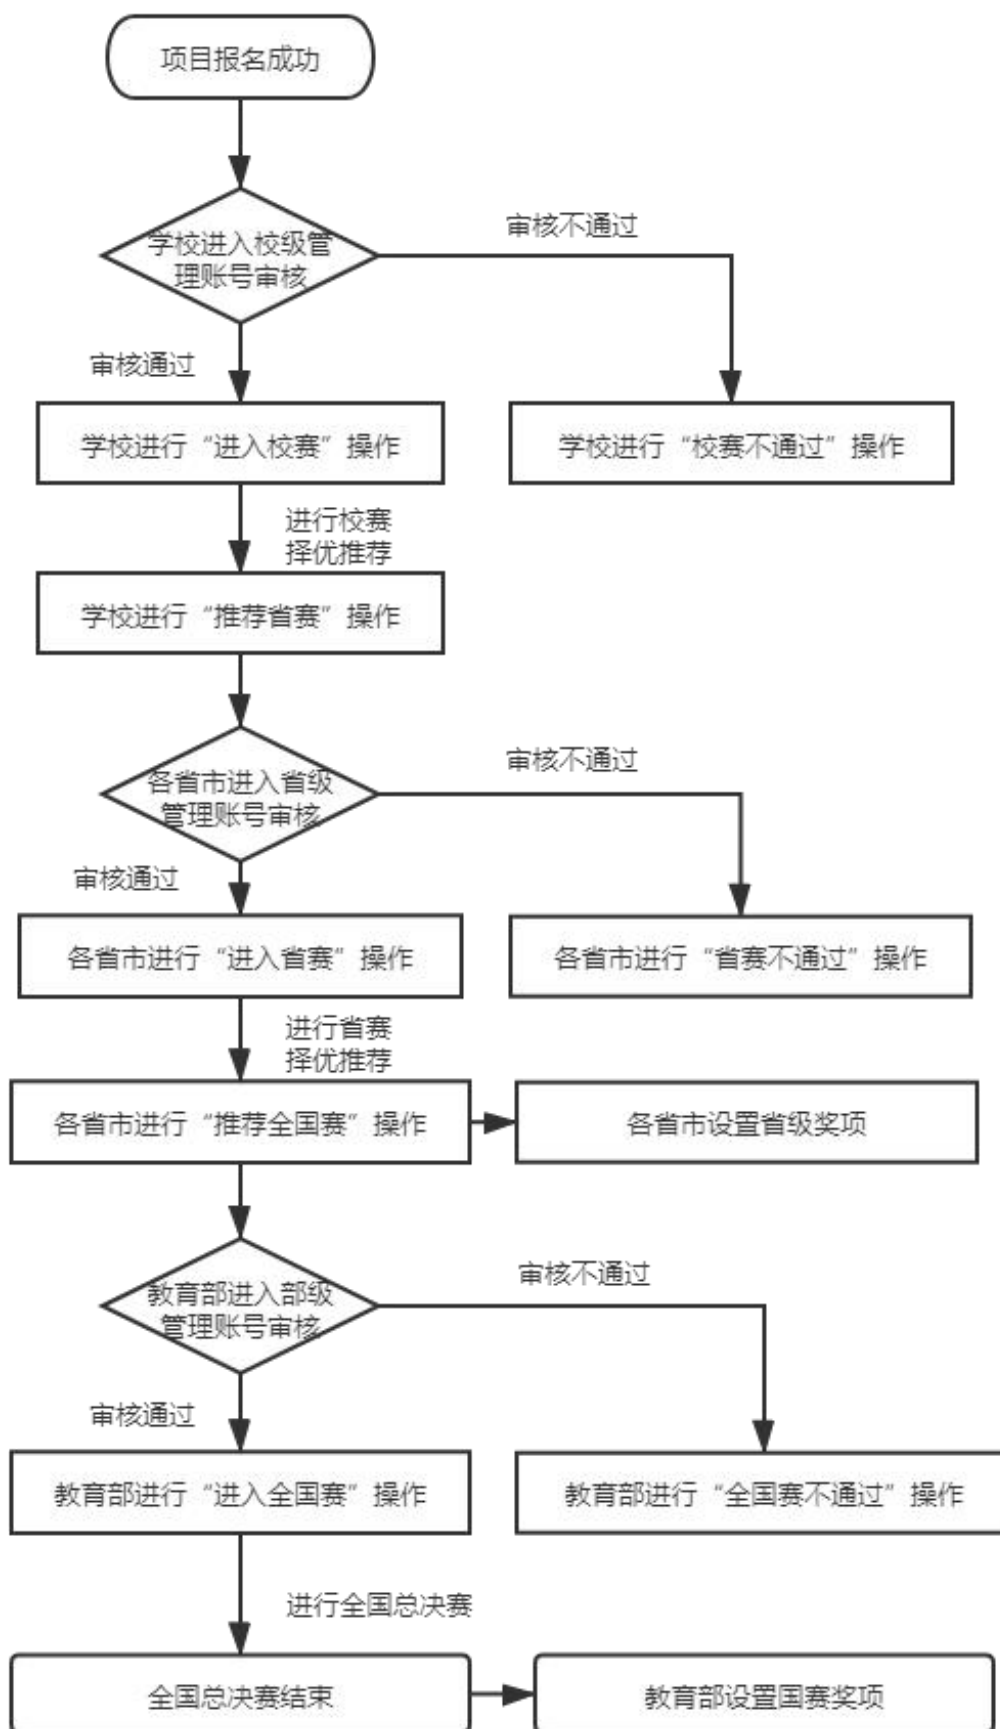 项目报名成功
学校进入校级管
理账号审核
审核不通过
审核通过
学校进行“进入校赛”操作
学校进行“校赛不通过”操作
进行校赛
择优推荐
学校进行“推荐省赛”操作
各省市进入省级
管理账号审核
审核不通过
审核通过
各省市进行“进入省赛”操作
各省市进行“省赛不通过”操作
进行省赛
择优推荐
各省市进行“推荐全国赛”操作
各省市设置省级奖项
教育部进入部级
管理账号审核
审核不通过
审核通过
教育部进行“进入全国赛”操作
教育部进行“全国赛不通过”操作
进行全国总决赛
全国总决赛结束
教育部设置国赛奖项